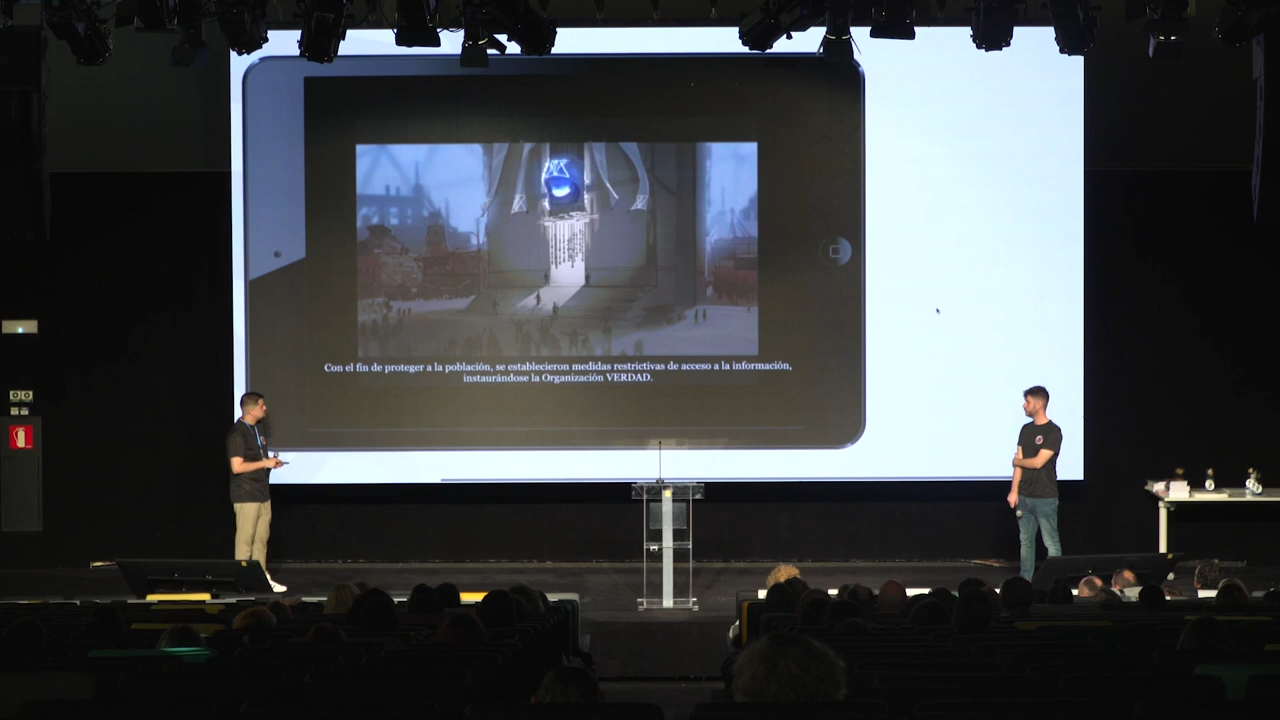 Con el fin de proteger a la población, se establecieron medidas restrictivas de acceso a la información,
instaurándose la Organización VERDAD.